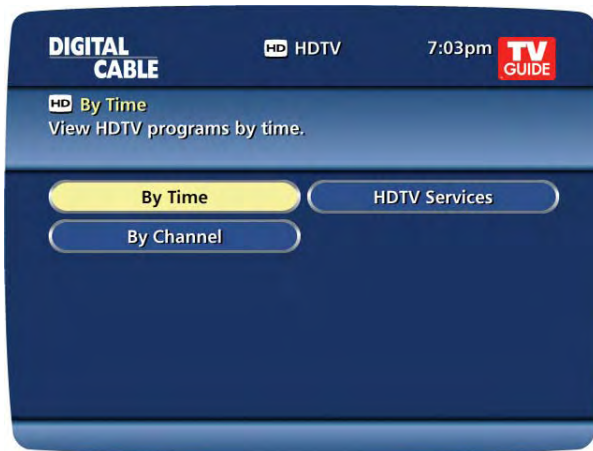 DIGITAL
CABLE
HD HDTV
7:03pm
TV
GUIDE
HD By Time
View HDTV programs by time.
By Time
HDTV Services
By Channel